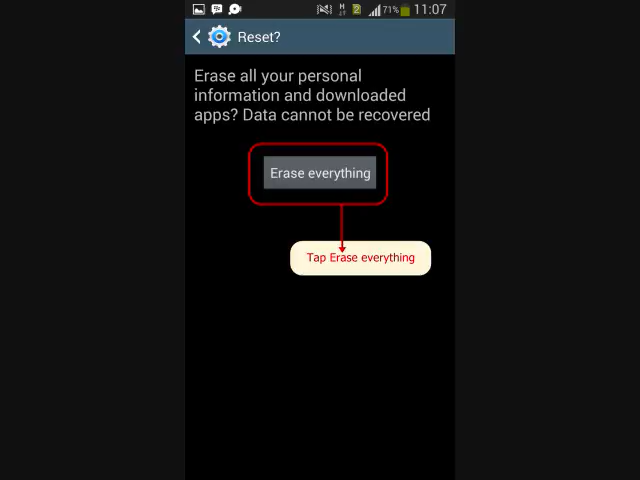 71% 11:07
Reset?
Erase all your personal
information and downloaded
apps? Data cannot be recovered
Erase everything
Tap Erase everything